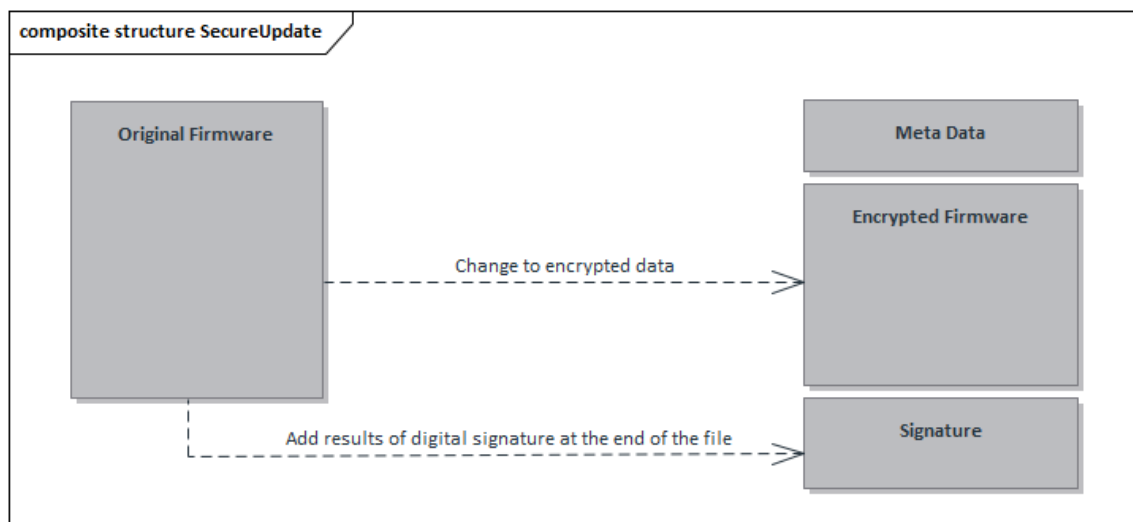 composite structure SecureUpdate
Original Firmware
Meta Data
Encrypted Firmware
Change to encrypted data
Add results of digital signature at the end of the file
Signature